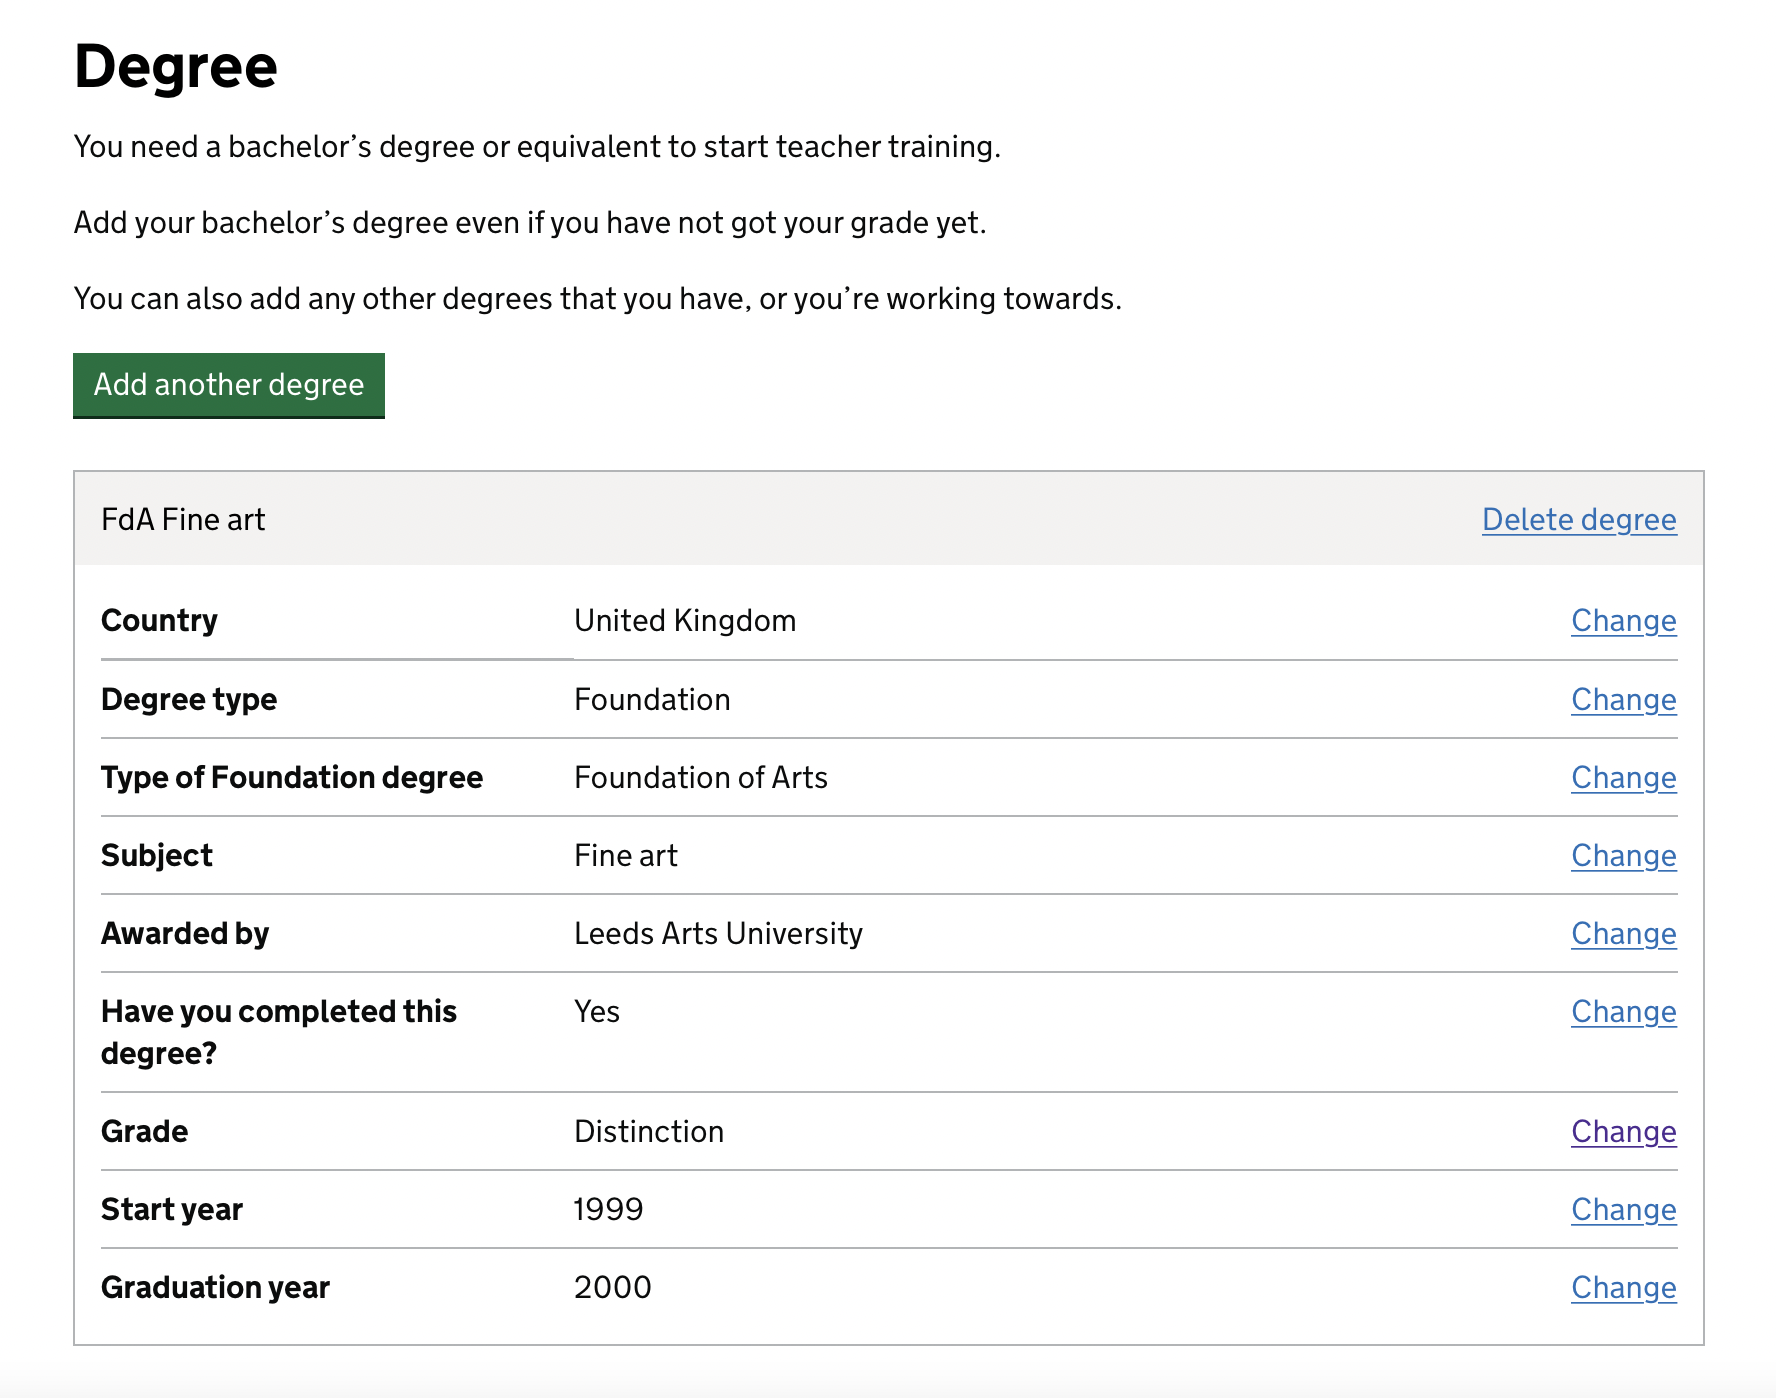 Degree
You need a bachelor’s degree or equivalent to start teacher training.
Add your bachelor’s degree even if you have not got your grade yet.
You can also add any other degrees that you have, or you’re working towards.
Add another degree
FdA Fine art Delete degree
Country United Kingdom Change
Degree type Foundation Change
Type of Foundation degree Foundation of Arts Change
Subject Fine art Change
Awarded by Leeds Arts University Change
Have you completed this Yes Change
degree?
Grade Distinction Change
Start year 1999 Change
Graduation year 2000 Change